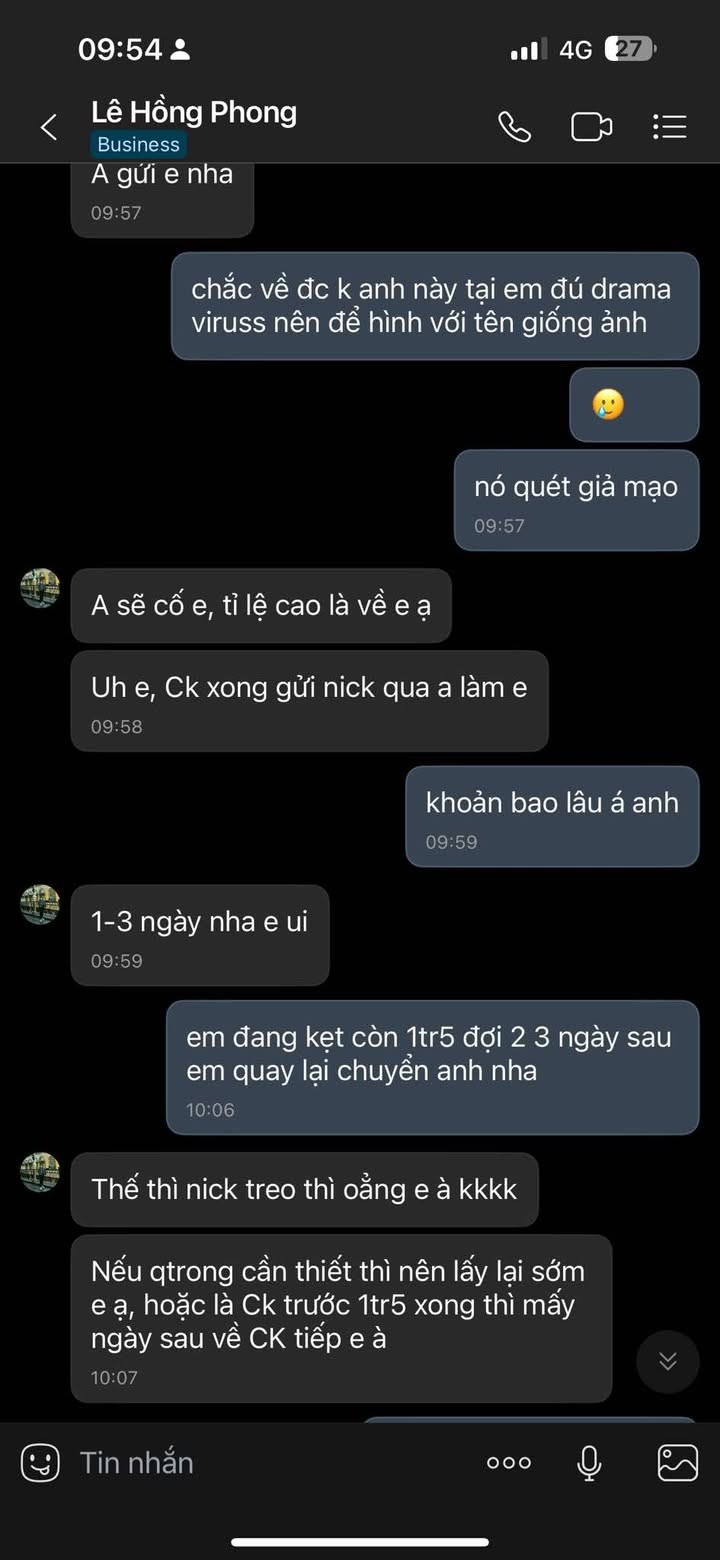 09:54
4G
27
Lê Hồng Phong
Business
A gửi e nha
09:57
chắc về đc k anh này tại em đú drama
viruss nên để hình với tên giống ảnh
🥲
nó quét giả mạo
09:57
A sẽ cố e, tỉ lệ cao là về e ạ
Uh e, Ck xong gửi nick qua a làm e
09:58
khoản bao lâu á anh
09:59
1-3 ngày nha e ui
09:59
em đang kẹt còn 1tr5 đợi 2 3 ngày sau
em quay lại chuyển anh nha
10:06
Thế thì nick treo thì oẳng e à kkkk
Nếu qtrong cần thiết thì nên lấy lại sớm
e ạ, hoặc là Ck trước 1tr5 xong thì mấy
ngày sau về CK tiếp e à
10:07
Tin nhắn